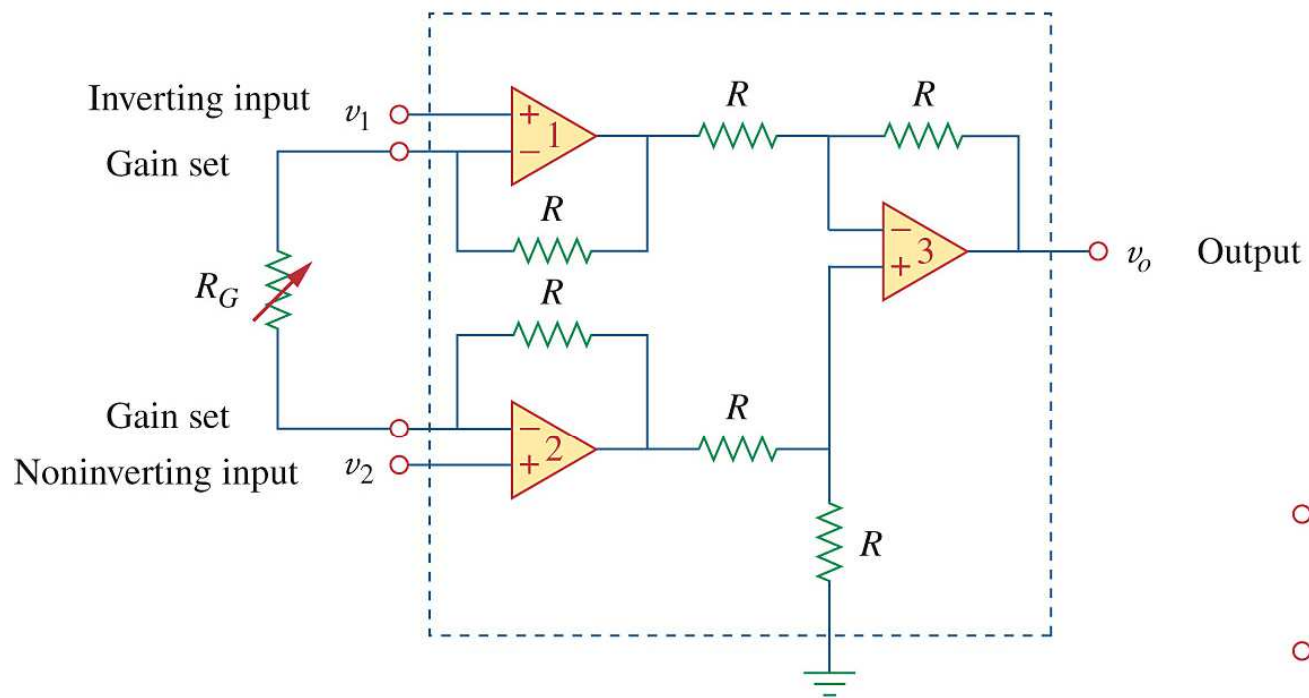 R R
Inverting input v1 + 1 −
Gain set
R
− 3 + vo Output
RG
R
Gain set
− 2 +
R
Noninverting input v2
R